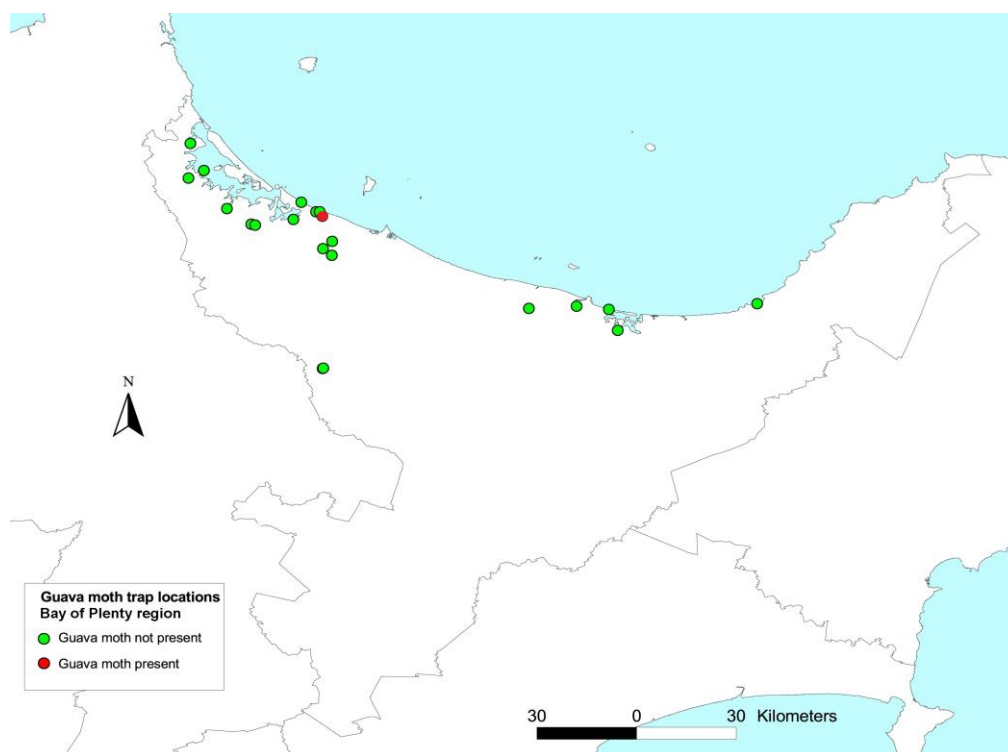 N
Guava moth trap locations
Bay of Plenty region
Guava moth not present
Guava moth present
30 0 30 Kilometers